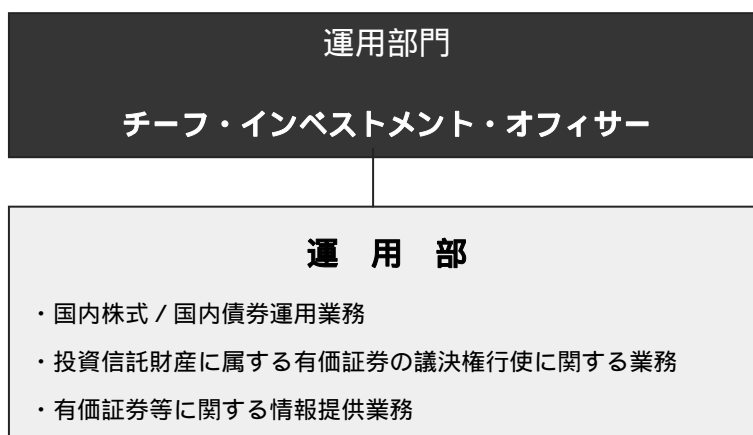 運用部門
チーフ・インベストメント・オフィサー
運 用 部
・国内株式 / 国内債券運用業務
・投資信託財産に属する有価証券の議決権行使に関する業務
・有価証券等に関する情報提供業務